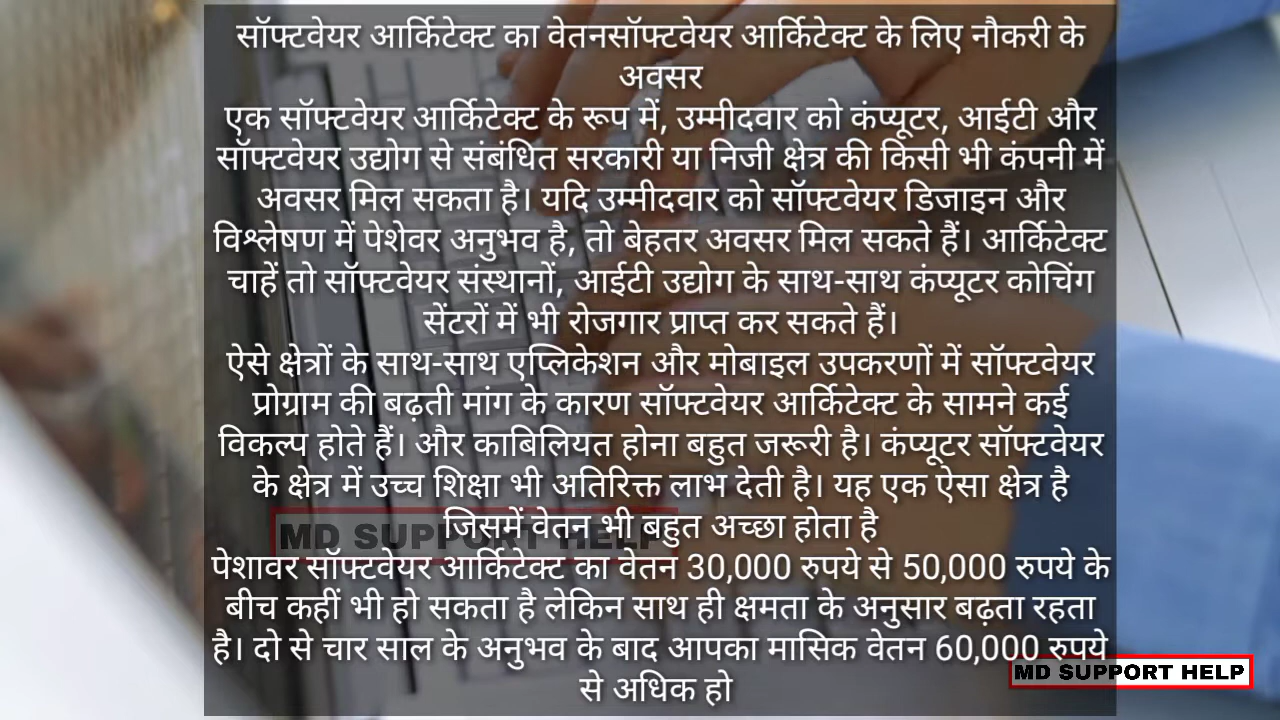 सॉफ्टवेयर आर्किटेक्ट का वेतनसॉफ्टवेयर आर्किटेक्ट के लिए नौकरी के
अवसर
एक सॉफ्टवेयर आर्किटेक्ट के रूप में, उम्मीदवार को कंप्यूटर, आईटी और
सॉफ्टवेयर उद्योग से संबंधित सरकारी या निजी क्षेत्र की किसी भी कंपनी में
अवसर मिल सकता है। यदि उम्मीदवार को सॉफ्टवेयर डिजाइन और
विश्लेषण में पेशेवर अनुभव है, तो बेहतर अवसर मिल सकते हैं। आर्किटेक्ट
चाहें तो सॉफ्टवेयर संस्थानों, आईटी उद्योग के साथ-साथ कंप्यूटर कोचिंग
सेंटरों में भी रोजगार प्राप्त कर सकते हैं।
ऐसे क्षेत्रों के साथ-साथ एप्लिकेशन और मोबाइल उपकरणों में सॉफ्टवेयर
प्रोग्राम की बढ़ती मांग के कारण सॉफ्टवेयर आर्किटेक्ट के सामने कई
विकल्प होते हैं। और काबिलियत होना बहुत जरूरी है। कंप्यूटर सॉफ्टवेयर
के क्षेत्र में उच्च शिक्षा भी अतिरिक्त लाभ देती है। यह एक ऐसा क्षेत्र है
जिसमें वेतन भी बहुत अच्छा होता है
MD SUPPORT HELP
पेशावर सॉफ्टवेयर आर्किटेक्ट का वेतन 30,000 रुपये से 50,000 रुपये के
बीच कहीं भी हो सकता है लेकिन साथ ही क्षमता के अनुसार बढ़ता रहता
है। दो से चार साल के अनुभव के बाद आपका मासिक वेतन 60,000 रुपये
से अधिक हो
MD SUPPORT HELP